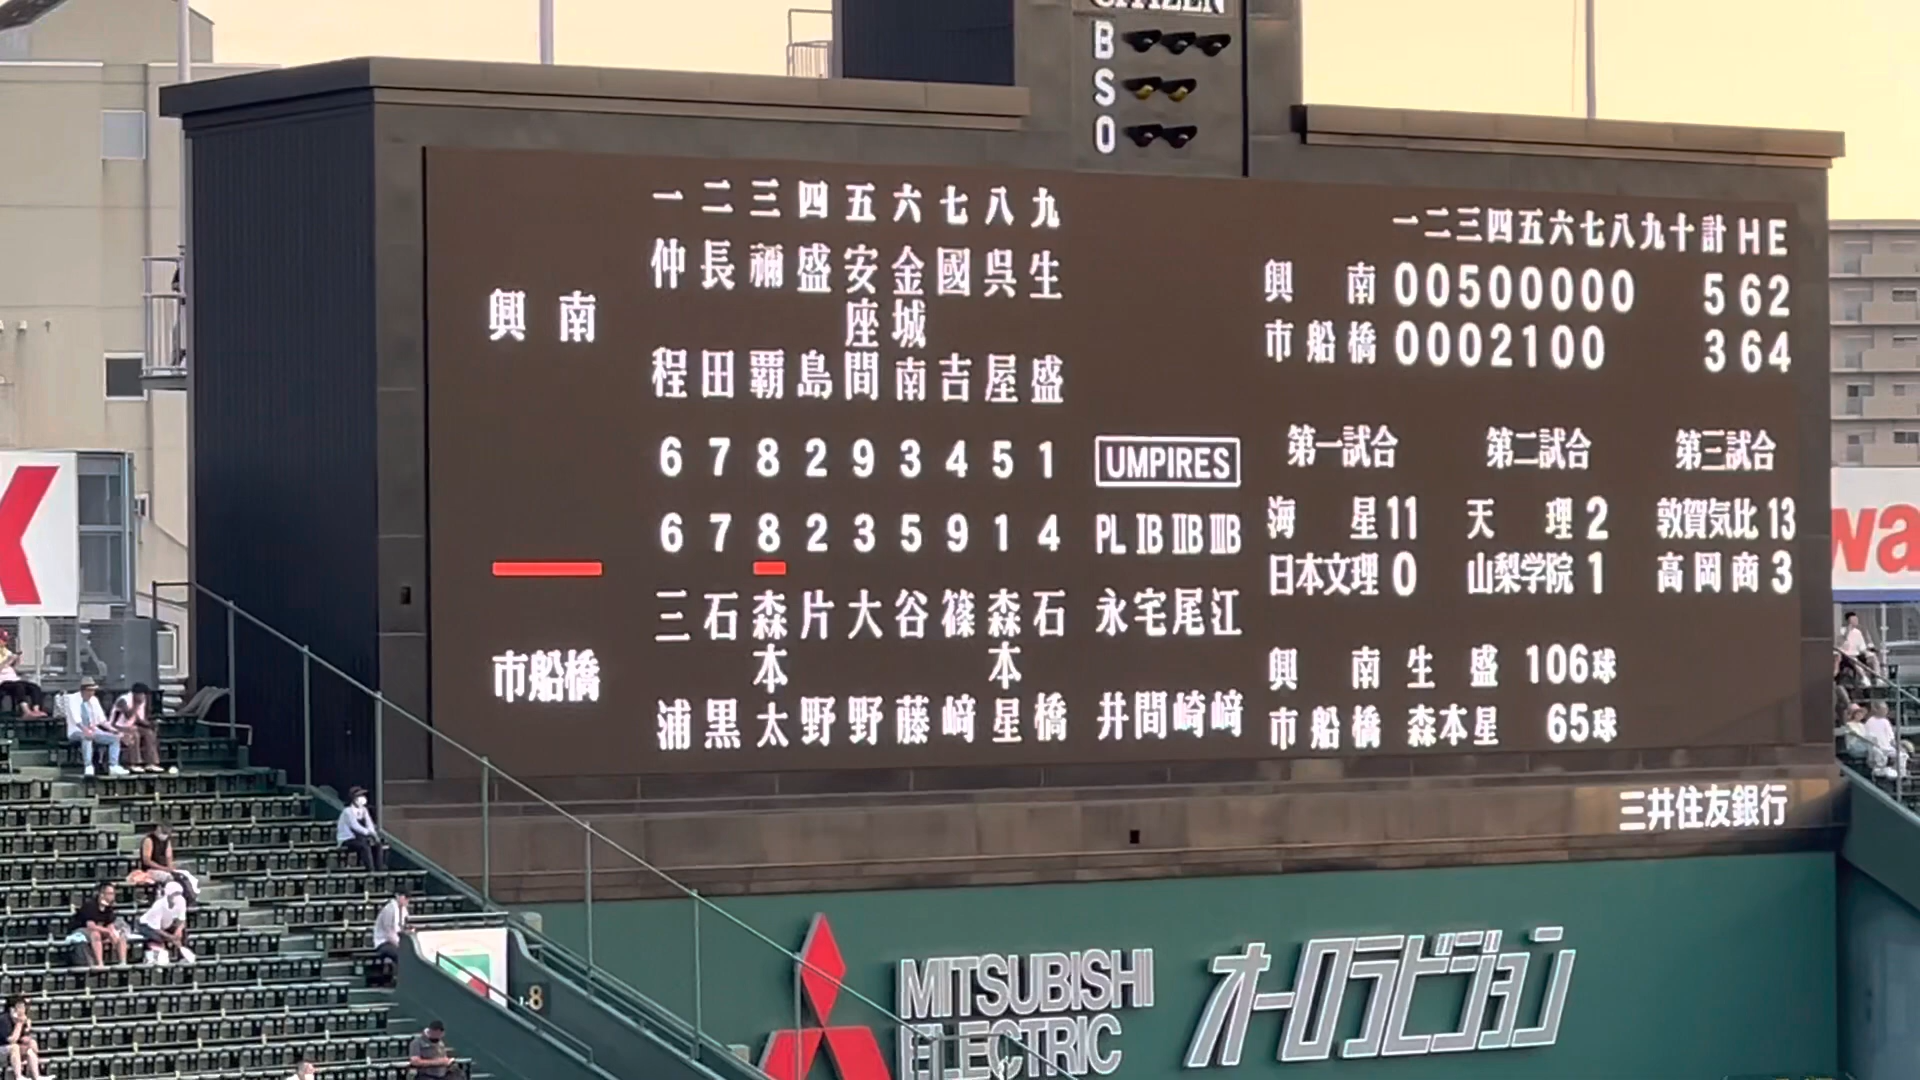 CITIZEN
B
S
O
一 二 三 四 五 六 七 八 九
興南
仲程 長田 禰覇 盛島 安座間 金城南 國吉 呉屋 生盛
6 7 8 2 9 3 4 5 1
6 7 8 2 3 5 9 1 4
市船橋
三浦 石黒 森本太 片野 大野 谷藤 篠﨑 森本星 石橋
UMPIRES
PL IB IIB IIIB
永井 宅間 尾崎 江﨑
一二三四五六七八九十計HE
興南 00500000 5 6 2
市船橋 0002100 3 6 4
第一試合 第二試合 第三試合
海星 11 天理 2 敦賀気比 13
日本文理 0 山梨学院 1 高岡商 3
興南 生盛 106球
市船橋 森本星 65球
三井住友銀行
MITSUBISHI
ELECTRIC
オーロラビジョン
wa
8